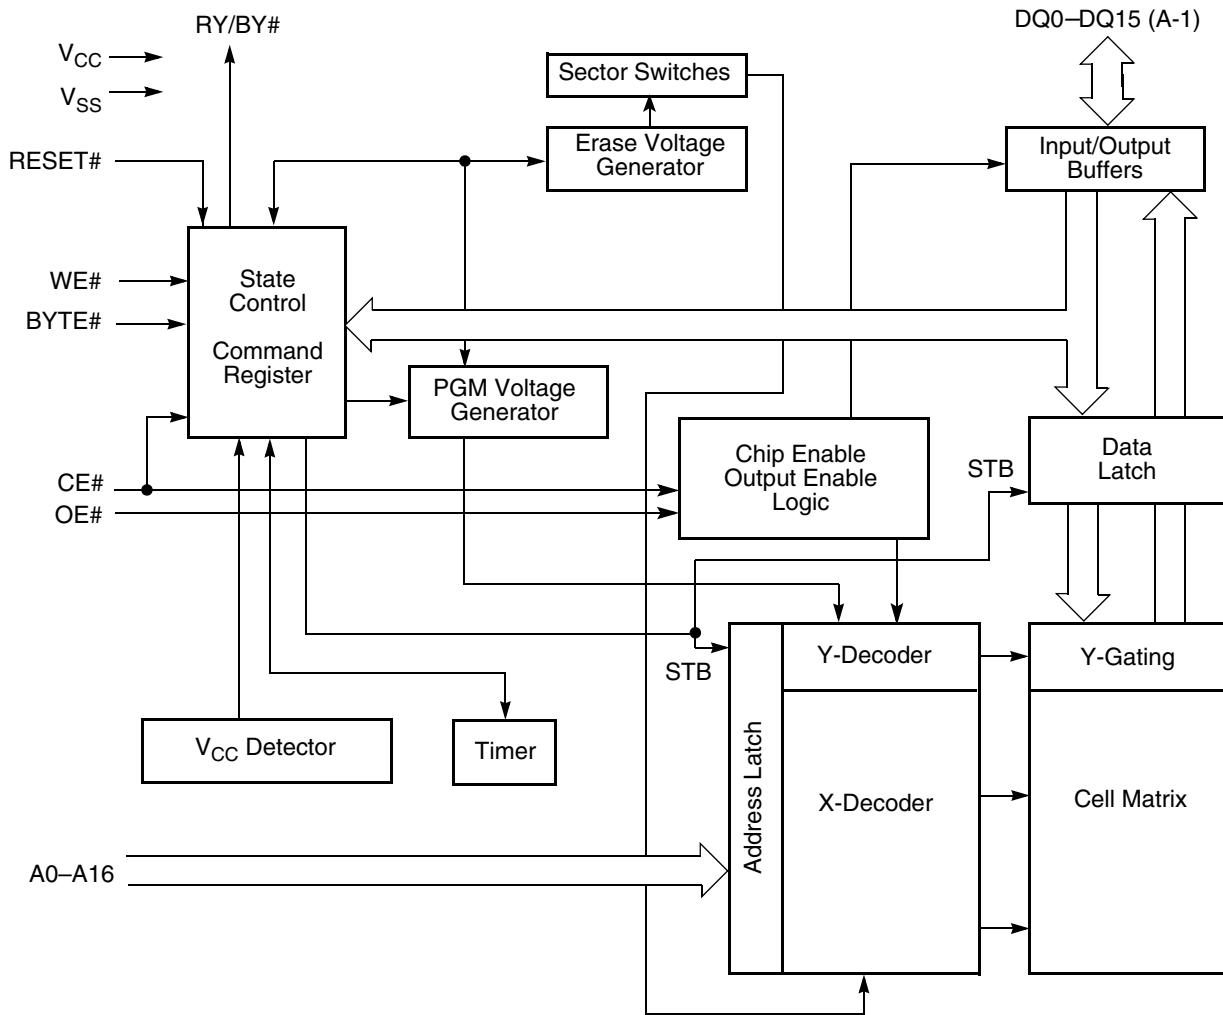 RY/BY#
DQ0–DQ15 (A-1)
VCC
VSS
Sector Switches
Erase Voltage
Generator
Input/Output
Buffers
RESET#
WE#
BYTE#
State
Control
Command
Register
PGM Voltage
Generator
Chip Enable
Output Enable
Logic
STB
Data
Latch
CE#
OE#
STB
Y-Decoder
Y-Gating
VCC Detector
Timer
Address Latch
X-Decoder
Cell Matrix
A0–A16